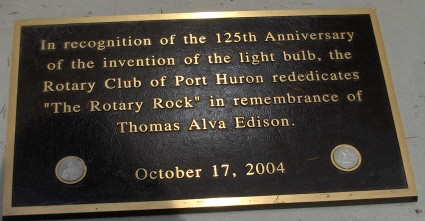 In recognition of the 125th Anniversary
of the invention of the light bulb, the
Rotary Club of Port Huron rededicates
"The Rotary Rock" in remembrance of
Thomas Alva Edison.
October 17, 2004